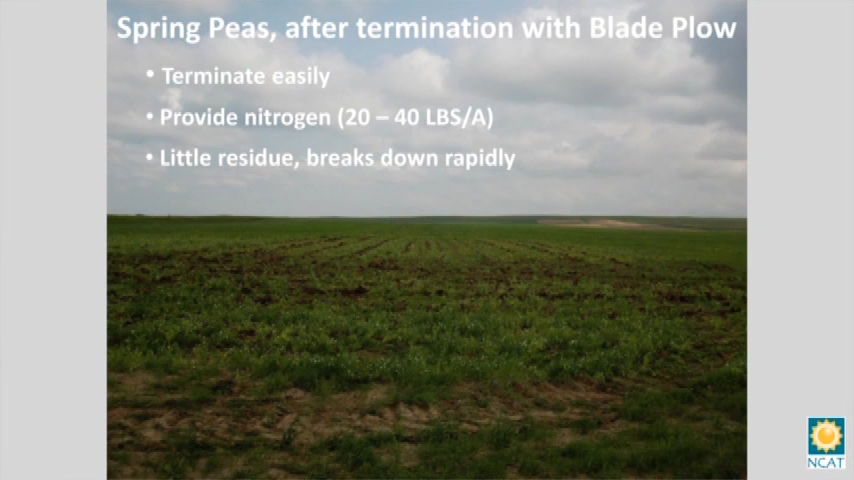 Spring Peas, after termination with Blade Plow
• Terminate easily
• Provide nitrogen (20 – 40 LBS/A)
• Little residue, breaks down rapidly
NCAT